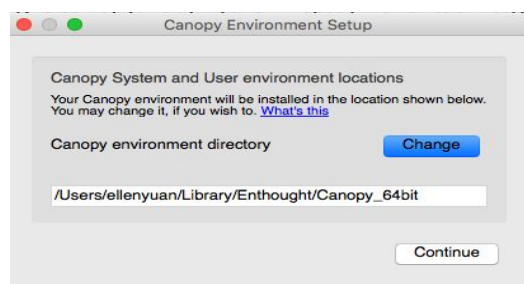 Canopy Environment Setup
Canopy System and User environment locations
Your Canopy environment will be installed in the location shown below.
You may change it, if you wish to. What's this
Canopy environment directory
Change
/Users/ellenyuan/Library/Enthought/Canopy_64bit
Continue